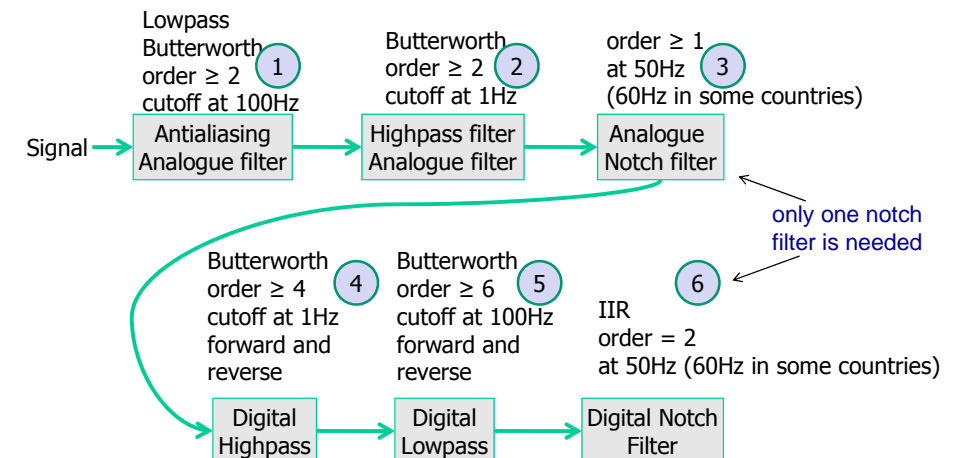 Lowpass
Butterworth
order ≥ 2
cutoff at 100Hz
1
Butterworth
order ≥ 2
cutoff at 1Hz
2
order ≥ 1
at 50Hz
(60Hz in some countries)
3
Signal
Antialiasing
Analogue filter
Highpass filter
Analogue filter
Analogue
Notch filter
only one notch
filter is needed
Butterworth
order ≥ 4
cutoff at 1Hz
forward and
reverse
4
Butterworth
order ≥ 6
cutoff at 100Hz
forward and
reverse
5
6
IIR
order = 2
at 50Hz (60Hz in some countries)
Digital
Highpass
Digital
Lowpass
Digital Notch
Filter